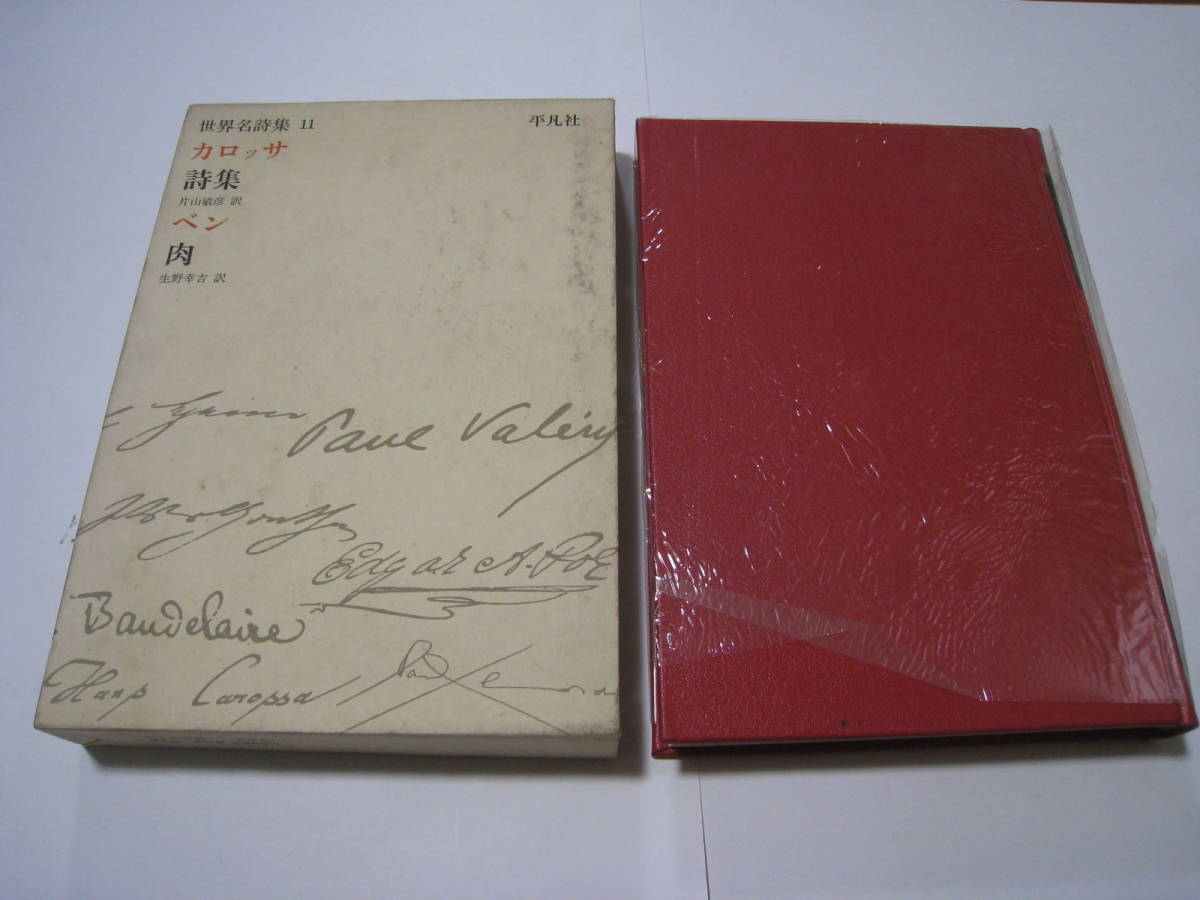 世界名詩集 11 平凡社
カロッサ
詩集
片山敏彦 訳
ベン
肉
生野幸吉 訳
Paul Valéry
Edgar A. Poe
Baudelaire
Hans Carossa